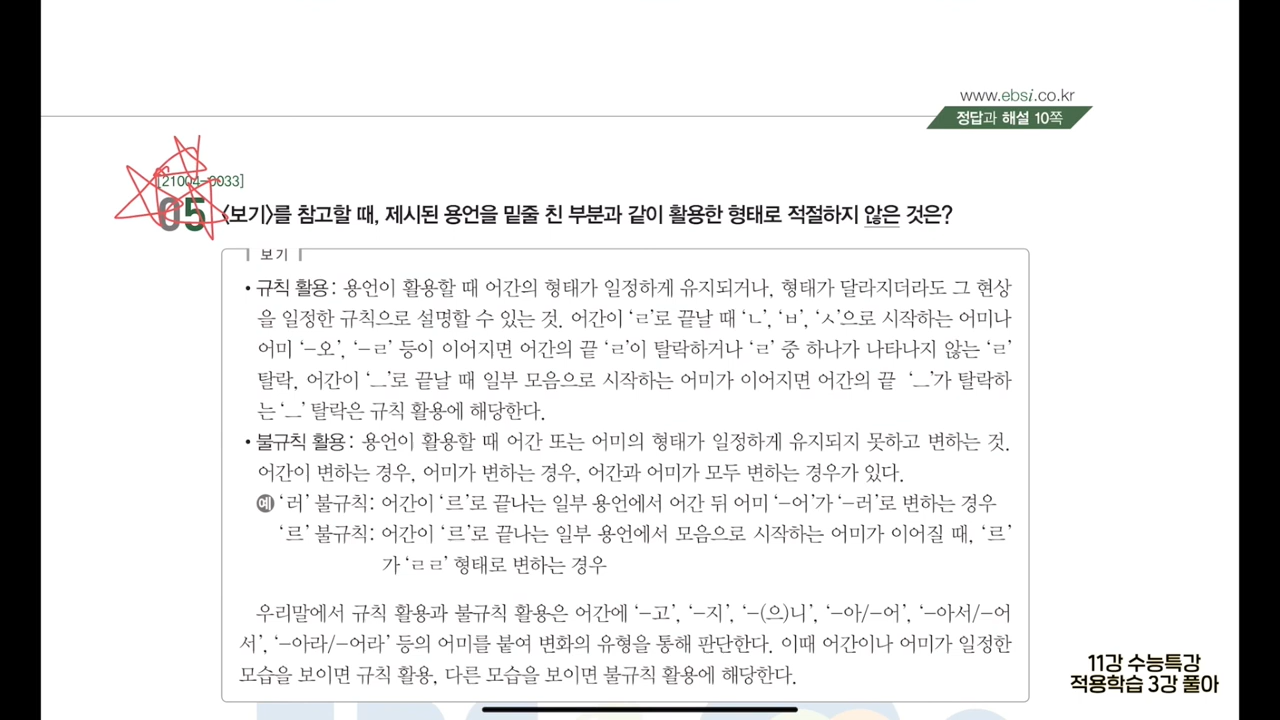 www.ebsi.co.kr
정답과 해설 10쪽
[21004-0033]
05 <보기>를 참고할 때, 제시된 용언을 밑줄 친 부분과 같이 활용한 형태로 적절하지 않은 것은?
보기
• 규칙 활용: 용언이 활용할 때 어간의 형태가 일정하게 유지되거나, 형태가 달라지더라도 그 현상
을 일정한 규칙으로 설명할 수 있는 것. 어간이 ‘ㄹ’로 끝날 때 ‘ㄴ’, ‘ㅂ’, ‘ㅅ’으로 시작하는 어미나
어미 ‘-오’, ‘-ㄹ’ 등이 이어지면 어간의 끝 ‘ㄹ’이 탈락하거나 ‘ㄹ’ 중 하나가 나타나지 않는 ‘ㄹ’
탈락, 어간이 ‘ㅡ’로 끝날 때 일부 모음으로 시작하는 어미가 이어지면 어간의 끝 ‘ㅡ’가 탈락하
는 ‘ㅡ’ 탈락은 규칙 활용에 해당한다.
• 불규칙 활용: 용언이 활용할 때 어간 또는 어미의 형태가 일정하게 유지되지 못하고 변하는 것.
어간이 변하는 경우, 어미가 변하는 경우, 어간과 어미가 모두 변하는 경우가 있다.
예 ‘러’ 불규칙: 어간이 ‘르’로 끝나는 일부 용언에서 어간 뒤 어미 ‘-어’가 ‘-러’로 변하는 경우
‘르’ 불규칙: 어간이 ‘르’로 끝나는 일부 용언에서 모음으로 시작하는 어미가 이어질 때, ‘르’
가 ‘ㄹㄹ’ 형태로 변하는 경우
우리말에서 규칙 활용과 불규칙 활용은 어간에 ‘-고’, ‘-지’, ‘-(으)니’, ‘-아/-어’, ‘-아서/-어
서’, ‘-아라/-어라’ 등의 어미를 붙여 변화의 유형을 통해 판단한다. 이때 어간이나 어미가 일정한
모습을 보이면 규칙 활용, 다른 모습을 보이면 불규칙 활용에 해당한다.
11강 수능특강
적용학습 3강 풀아